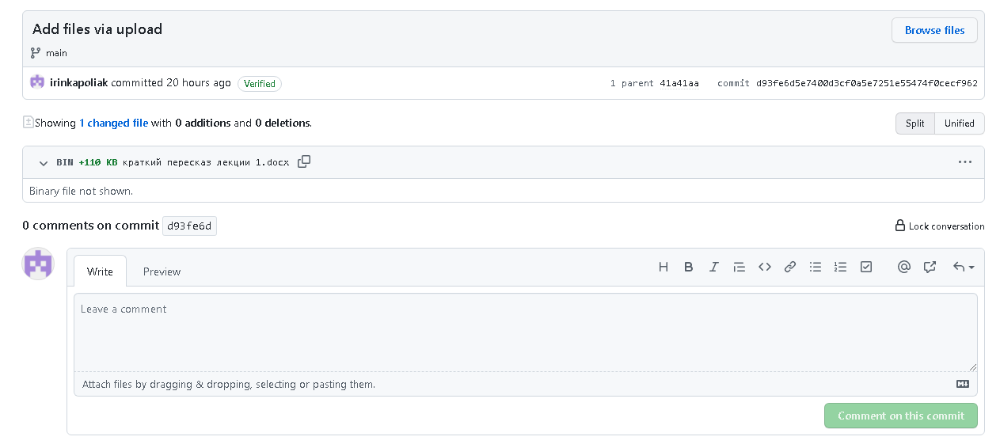 Add files via upload
Browse files
main
irinkapoliak committed 20 hours ago Verified
1 parent 41a41aa commit d93fe6d5e7400d3cf0a5e7251e55474f0cecf962
Showing 1 changed file with 0 additions and 0 deletions.
Split Unified
BIN +110 KB краткий пересказ лекции 1.docx
Binary file not shown.
0 comments on commit d93fe6d
Lock conversation
Write Preview
Leave a comment
Attach files by dragging & dropping, selecting or pasting them.
Comment on this commit